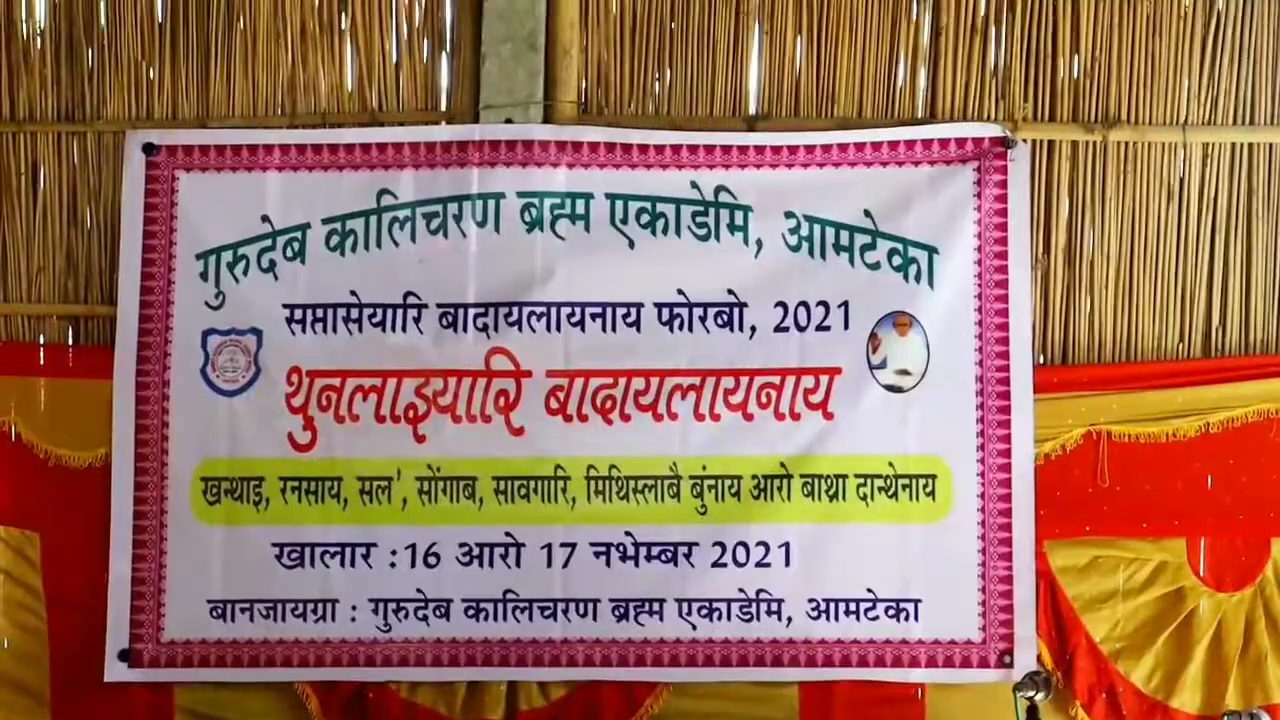 गुरुदेब कालिचरण ब्रह्म एकाडेमि, आमटेका
सप्तासेयारि बादायलायनाय फोरबो, 2021
थुनलाइयारि बादायलायनाय
खन्थाइ, रनसाय, सल', सोंगाब, सावगारि, मिथिस्लाबै बुंनाय आरो बाथ्रा दान्थेनाय
खालार :16 आरो 17 नभेम्बर 2021
बानजायग्रा : गुरुदेब कालिचरण ब्रह्म एकाडेमि, आमटेका